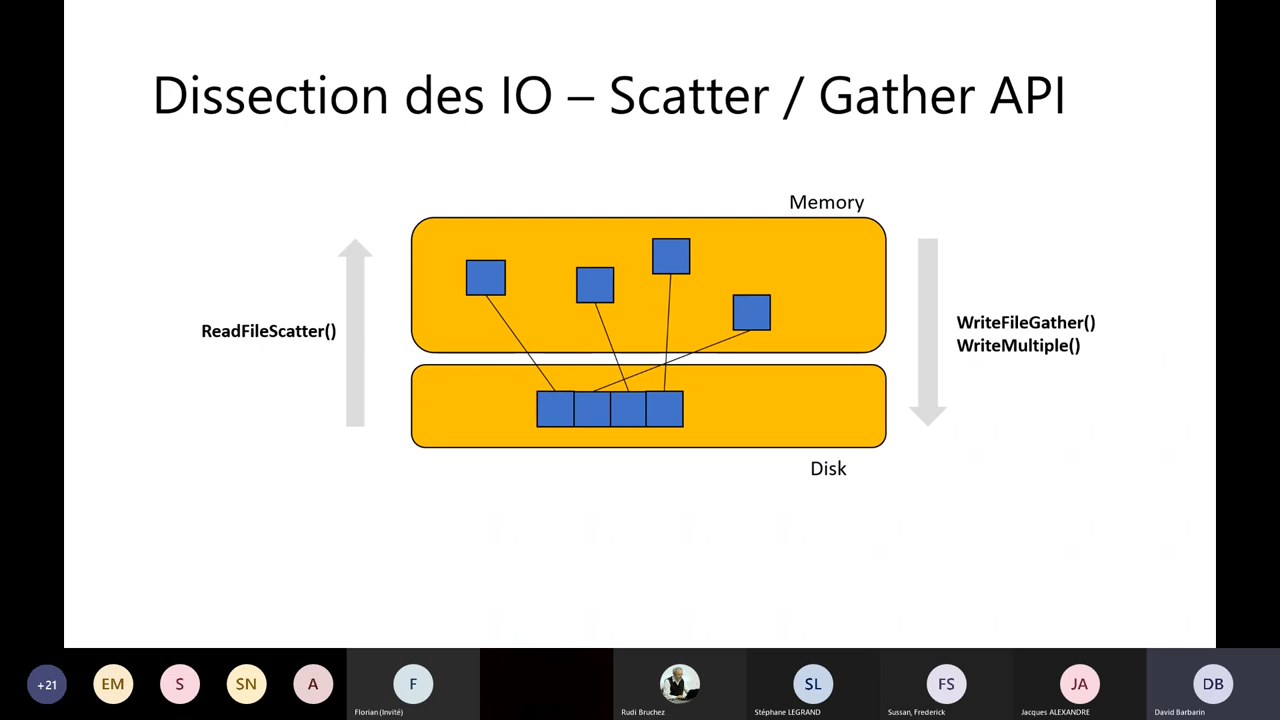 Dissection des IO – Scatter / Gather API
Memory
ReadFileScatter()
WriteFileGather()
WriteMultiple()
Disk
+21
EM
S
SN
A
F
SL
FS
JA
DB
Florian (Invité)
Rudi Bruchez
Stéphane LEGRAND
Sussan, Frederick
Jacques ALEXANDRE
David Barbarin